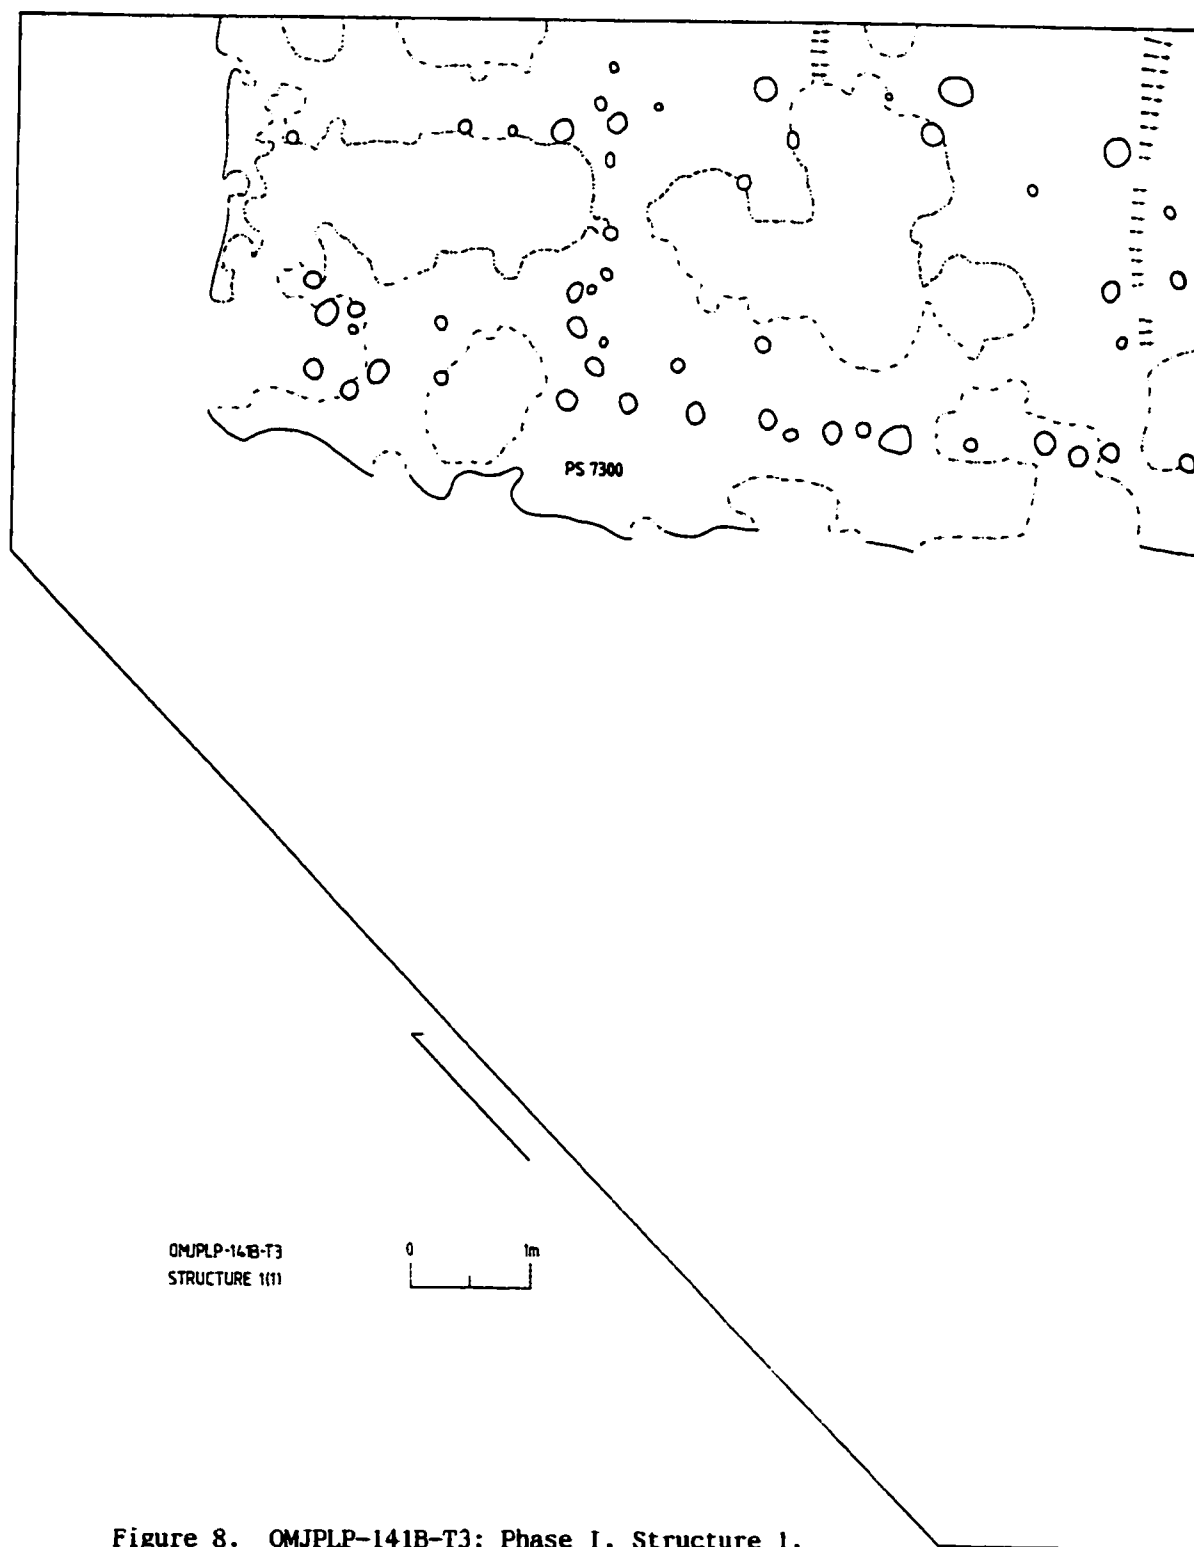 PS 7300
OMJPLP-141B-T3
STRUCTURE 1(1)
0 1m
Figure 8. OMJPLP-141B-T3: Phase I, Structure 1.